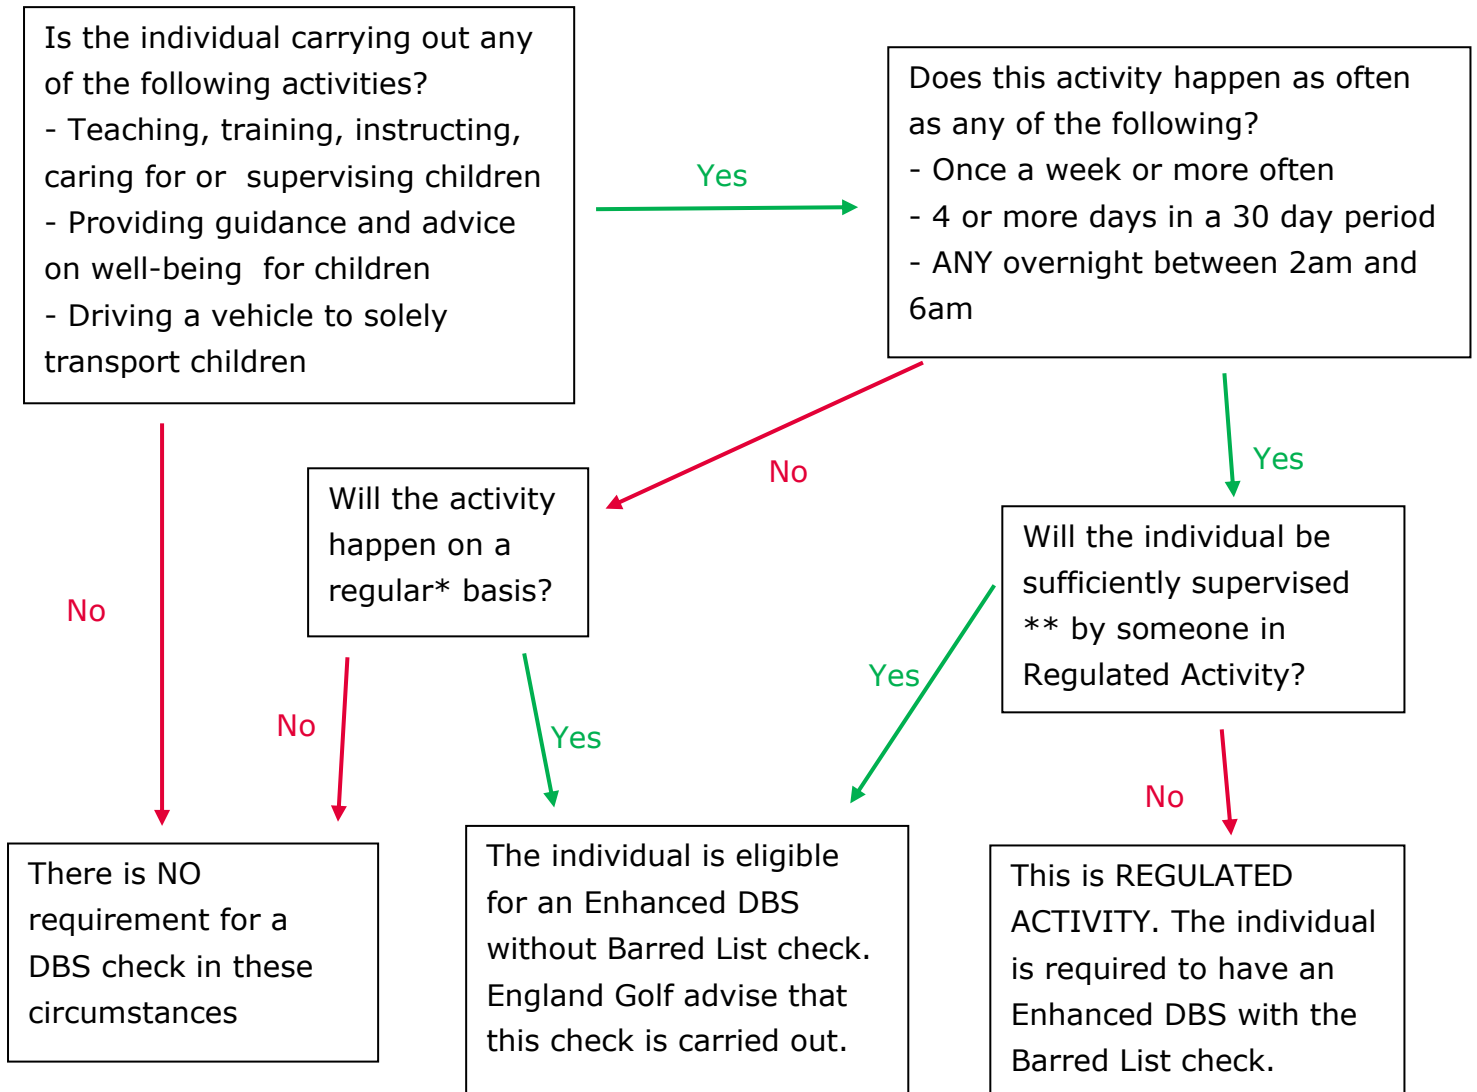 Is the individual carrying out any
of the following activities?
- Teaching, training, instructing,
caring for or supervising children
- Providing guidance and advice
on well-being for children
- Driving a vehicle to solely
transport children
Yes
Does this activity happen as often
as any of the following?
- Once a week or more often
- 4 or more days in a 30 day period
- ANY overnight between 2am and
6am
No
Yes
Will the activity
happen on a
regular* basis?
Will the individual be
sufficiently supervised
** by someone in
Regulated Activity?
No
No
Yes
Yes
No
There is NO
requirement for a
DBS check in these
circumstances
The individual is eligible
for an Enhanced DBS
without Barred List check.
England Golf advise that
this check is carried out.
This is REGULATED
ACTIVITY. The individual
is required to have an
Enhanced DBS with the
Barred List check.